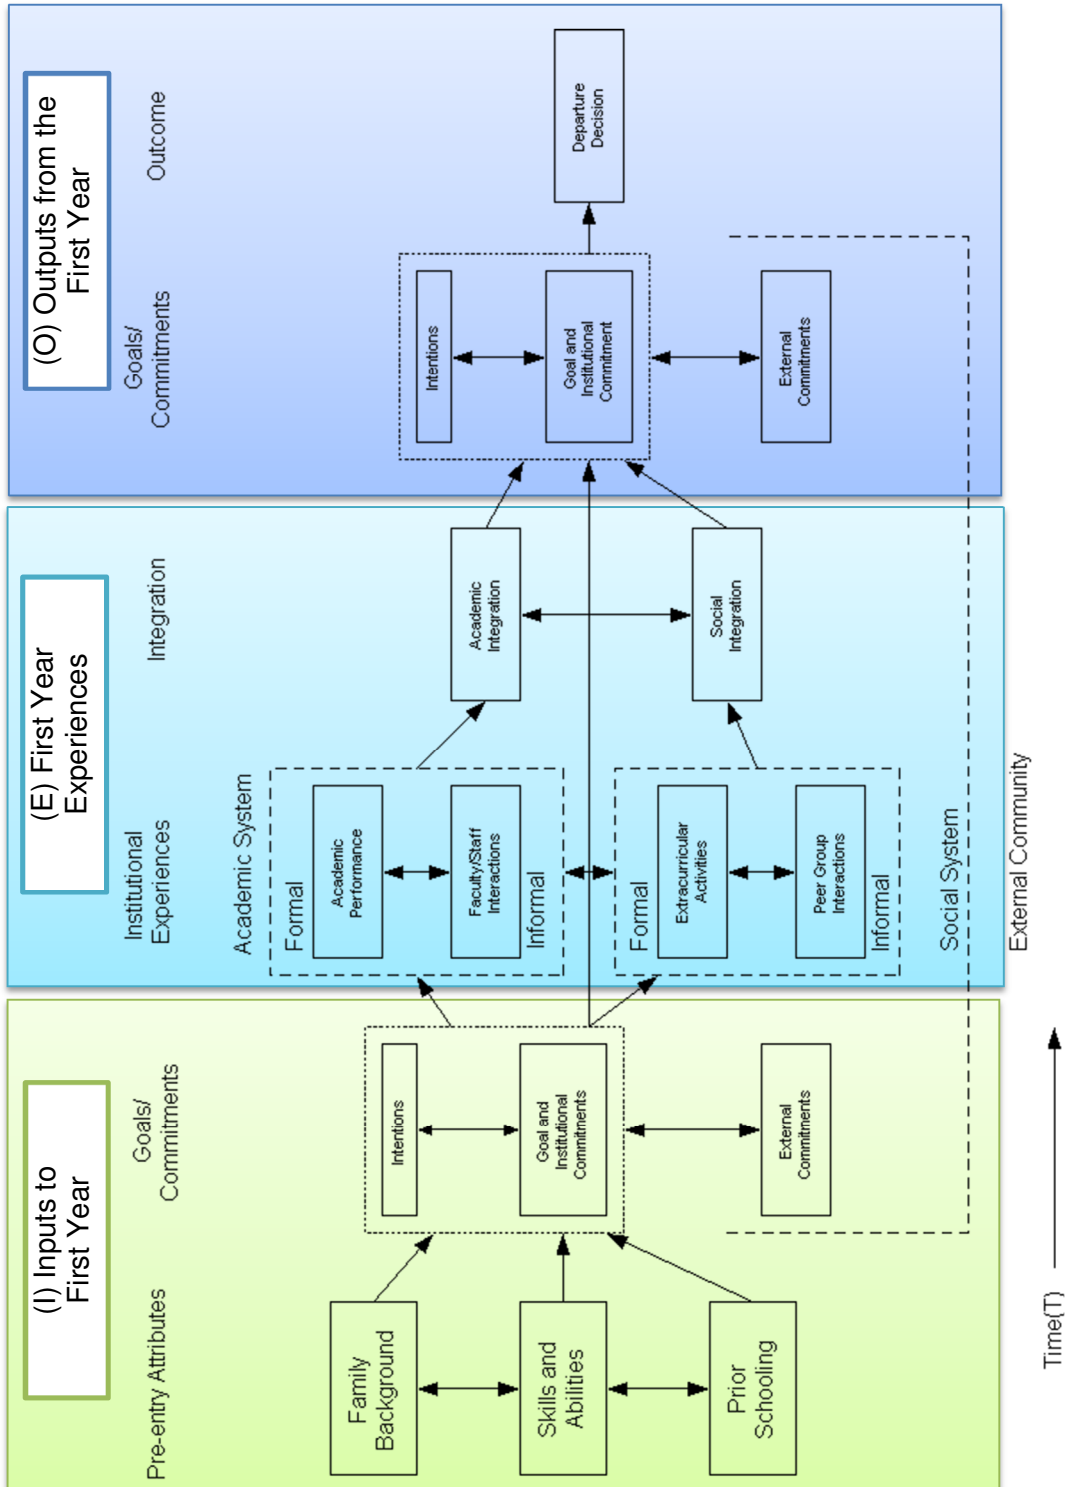 (I) Inputs to
First Year
Pre-entry Attributes
Goals/
Commitments
Family
Background
Skills and
Abilities
Prior
Schooling
Intentions
Goal and
Institutional
Commitments
External
Commitments
(E) First Year
Experiences
Institutional
Experiences
Integration
Academic System
Formal
Academic
Performance
Faculty/Staff
Interactions
Informal
Formal
Extracurricular
Activities
Peer Group
Interactions
Informal
Social System
Academic
Integration
Social
Integration
(O) Outputs from the
First Year
Goals/
Commitments
Outcome
Intentions
Goal and
Institutional
Commitment
External
Commitments
Departure
Decision
External Community
Time(T)